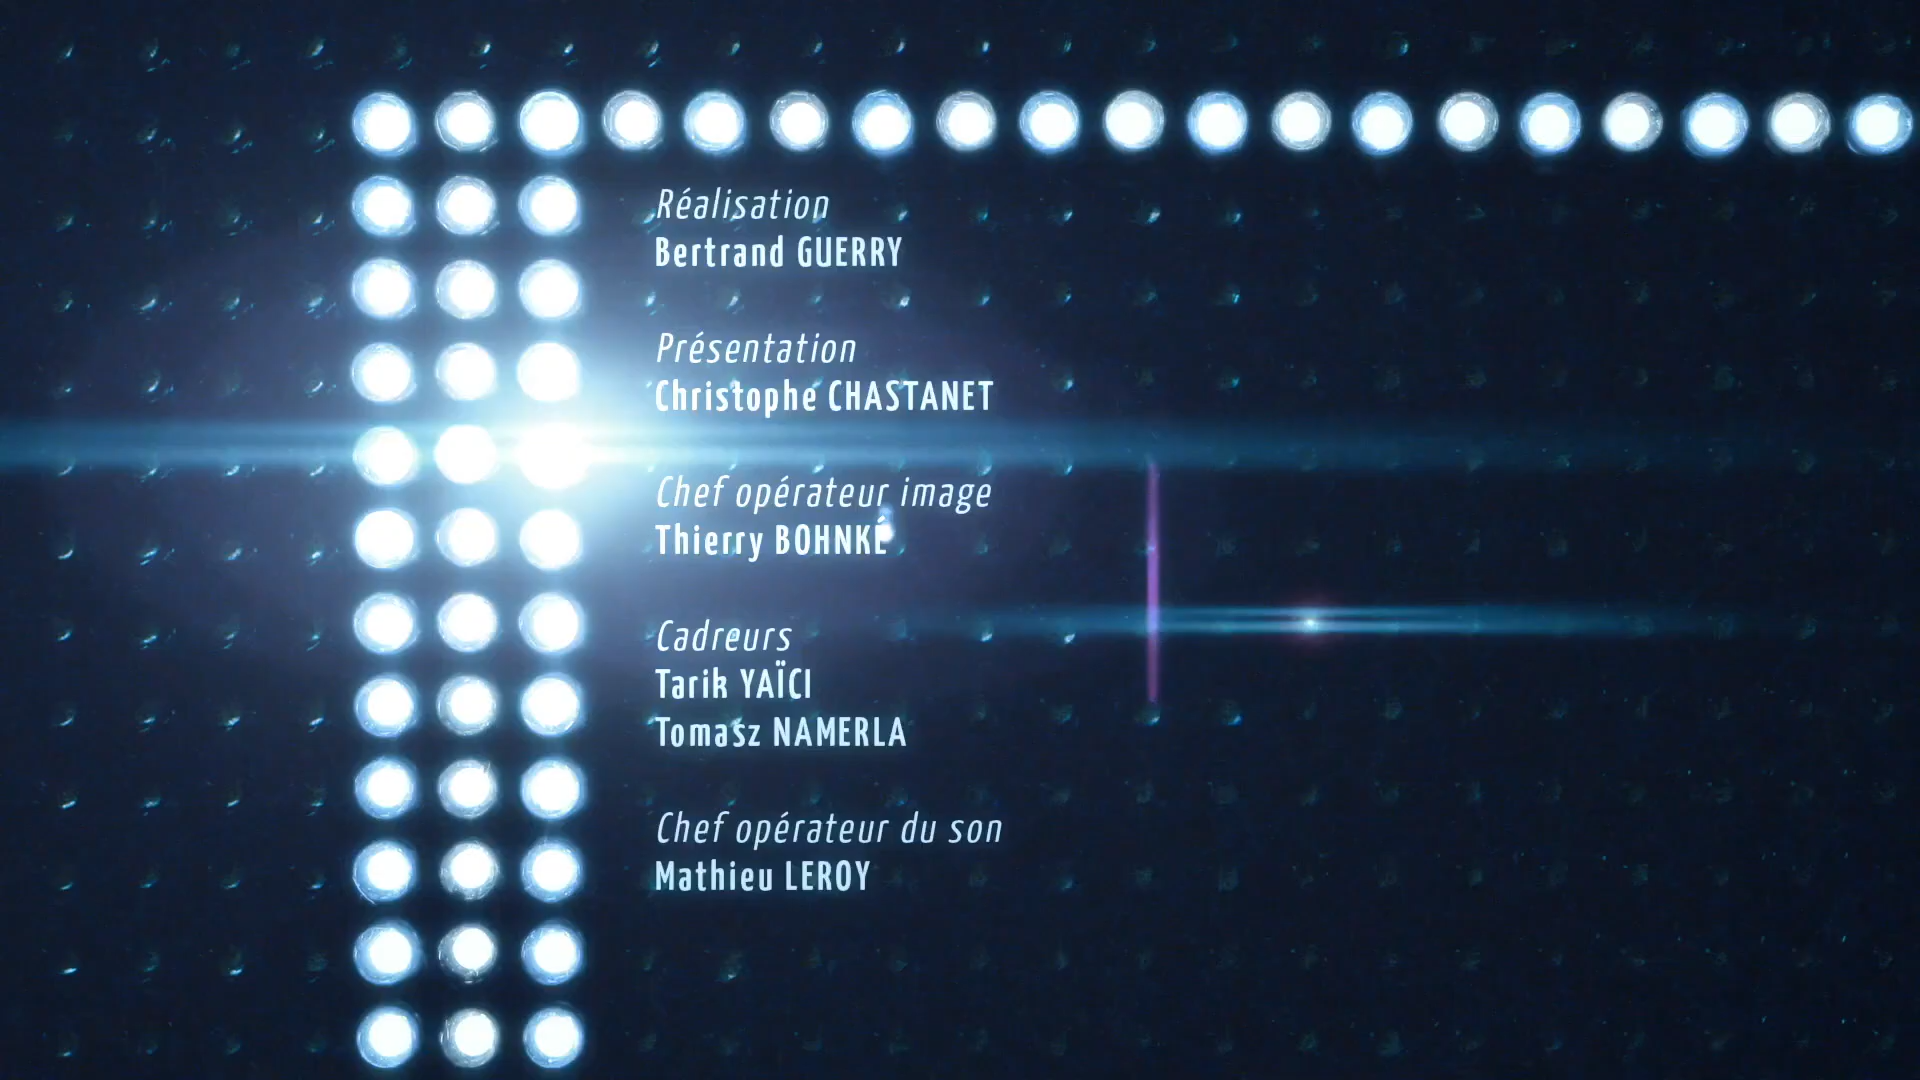 Réalisation
Bertrand GUERRY
Présentation
Christophe CHASTANET
Chef opérateur image
Thierry BOHNKÉ
Cadreurs
Tarik YAÏCI
Tomasz NAMERLA
Chef opérateur du son
Mathieu LEROY